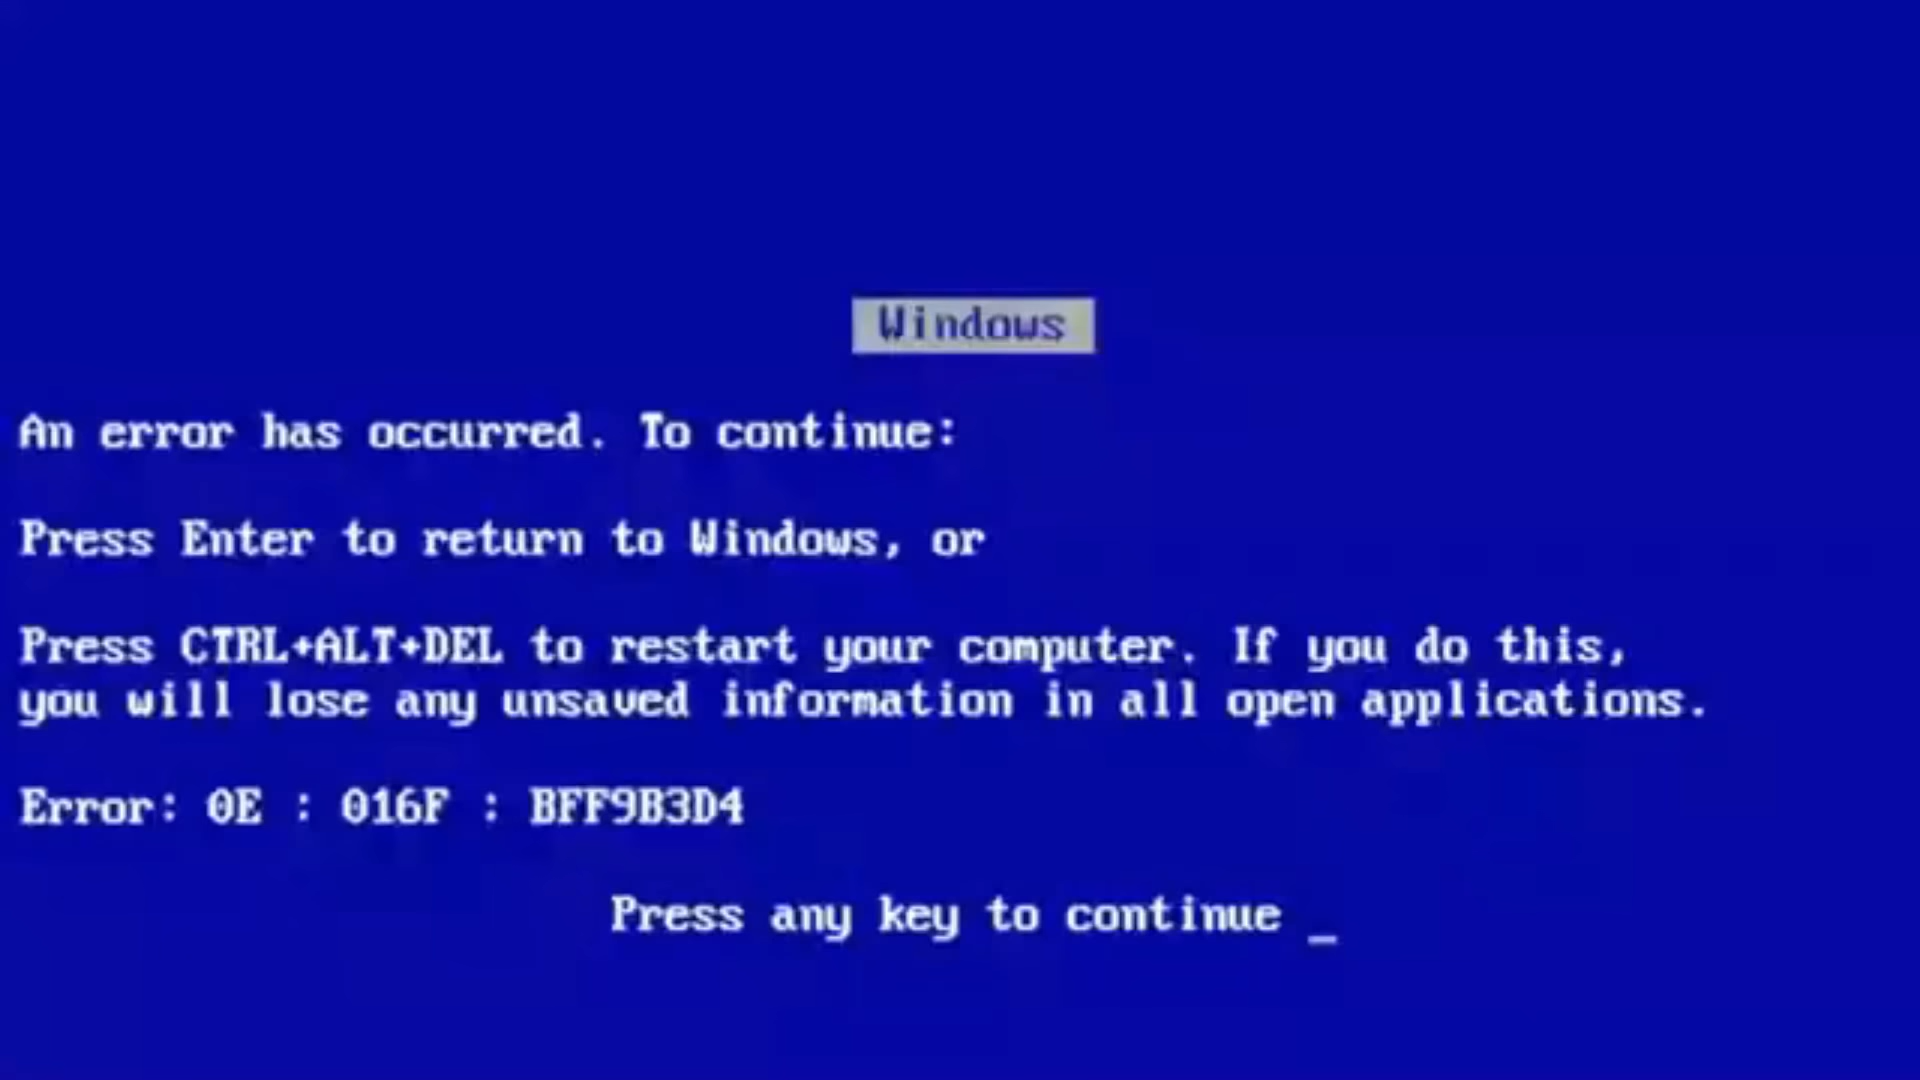 Windows
An error has occurred. To continue:
Press Enter to return to Windows, or
Press CTRL+ALT+DEL to restart your computer. If you do this,
you will lose any unsaved information in all open applications.
Error: 0E : 016F : BFF9B3D4
Press any key to continue _